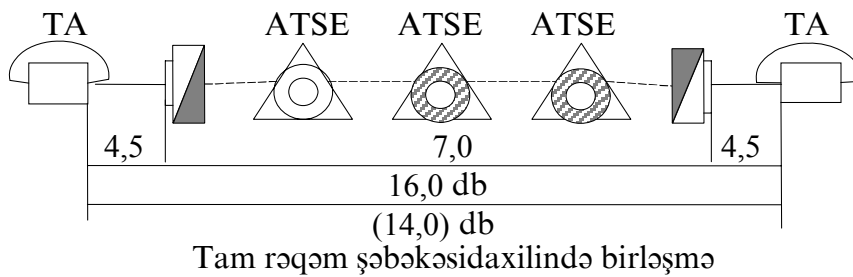 TA ATSE ATSE ATSE TA
4,5 7,0 4,5
16,0 db
(14,0) db
Tam rəqəm şəbəkəsidaxilində birləşmə